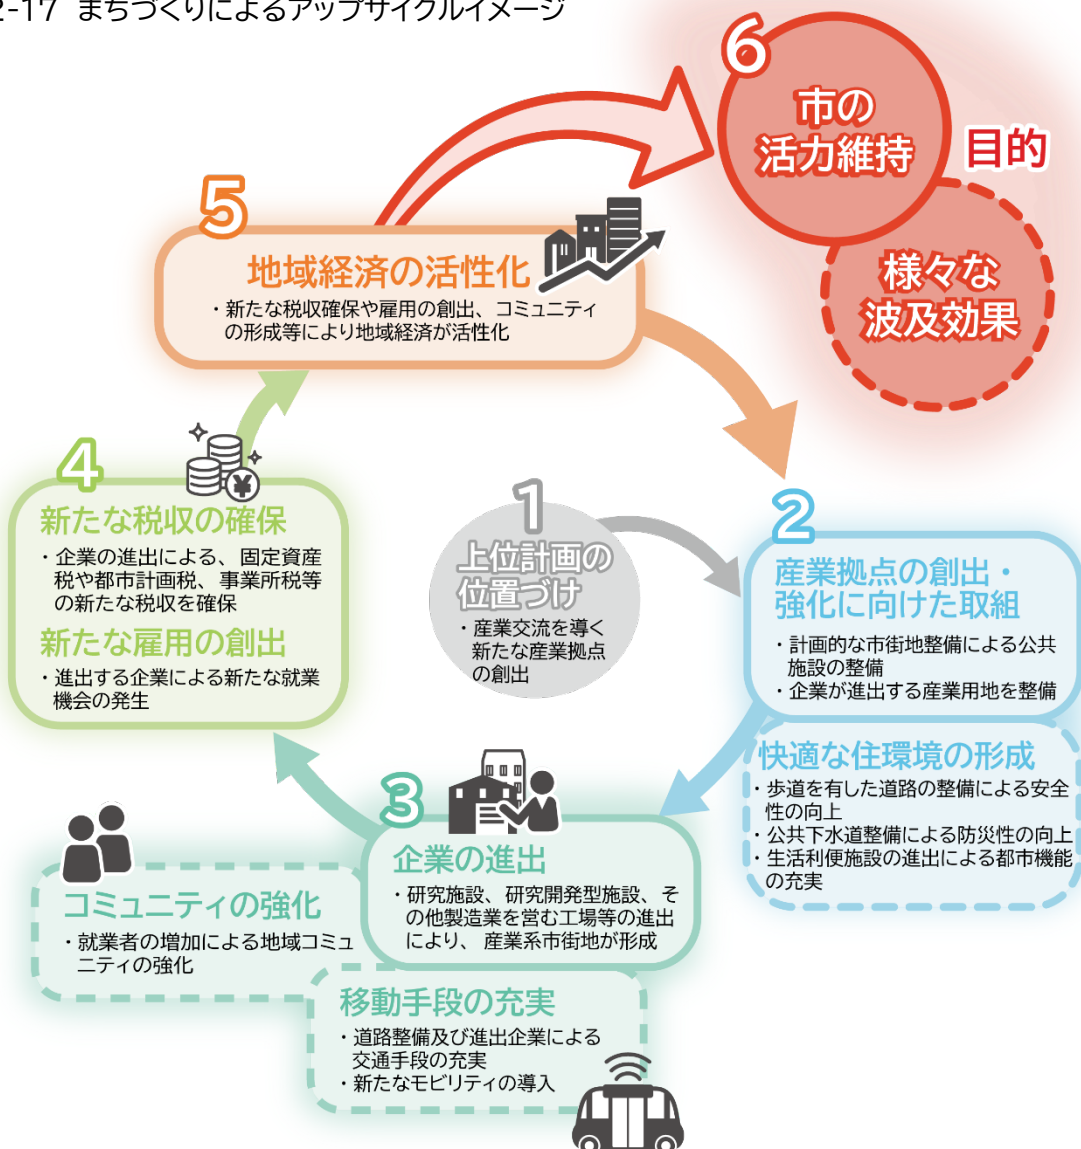 2-17 まちづくりによるアップサイクルイメージ
6
市の
活力維持
目的
様々な
波及効果
5
地域経済の活性化
・新たな税収確保や雇用の創出、コミュニティ
の形成等により地域経済が活性化
4
新たな税収の確保
・企業の進出による、固定資産
税や都市計画税、事業所税等
の新たな税収を確保
新たな雇用の創出
・進出する企業による新たな就業
機会の発生
1
上位計画の
位置づけ
・産業交流を導く
新たな産業拠点
の創出
2
産業拠点の創出・
強化に向けた取組
・計画的な市街地整備による公共
施設の整備
・企業が進出する産業用地を整備
快適な住環境の形成
・歩道を有した道路の整備による安全
性の向上
・公共下水道整備による防災性の向上
・生活利便施設の進出による都市機能
の充実
3
企業の進出
・研究施設、研究開発型施設、そ
の他製造業を営む工場等の進出
により、産業系市街地が形成
コミュニティの強化
・就業者の増加による地域コミュ
ニティの強化
移動手段の充実
・道路整備及び進出企業による
交通手段の充実
・新たなモビリティの導入
¥